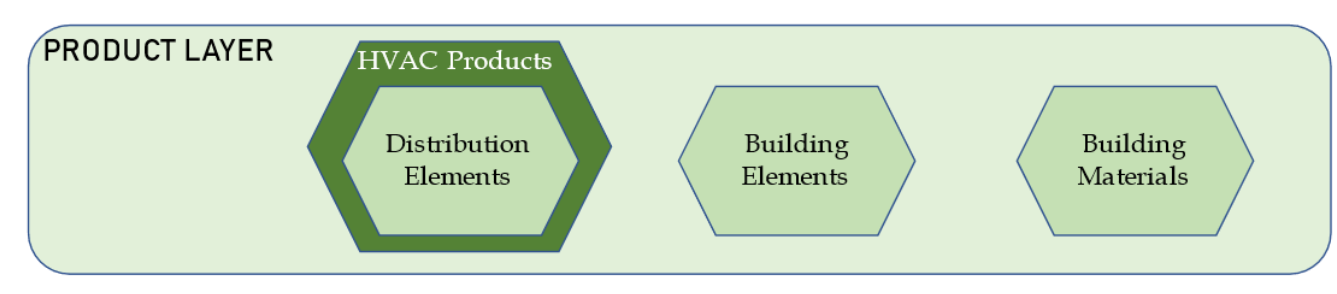 PRODUCT LAYER
HVAC Products
Distribution
Elements
Building
Elements
Building
Materials